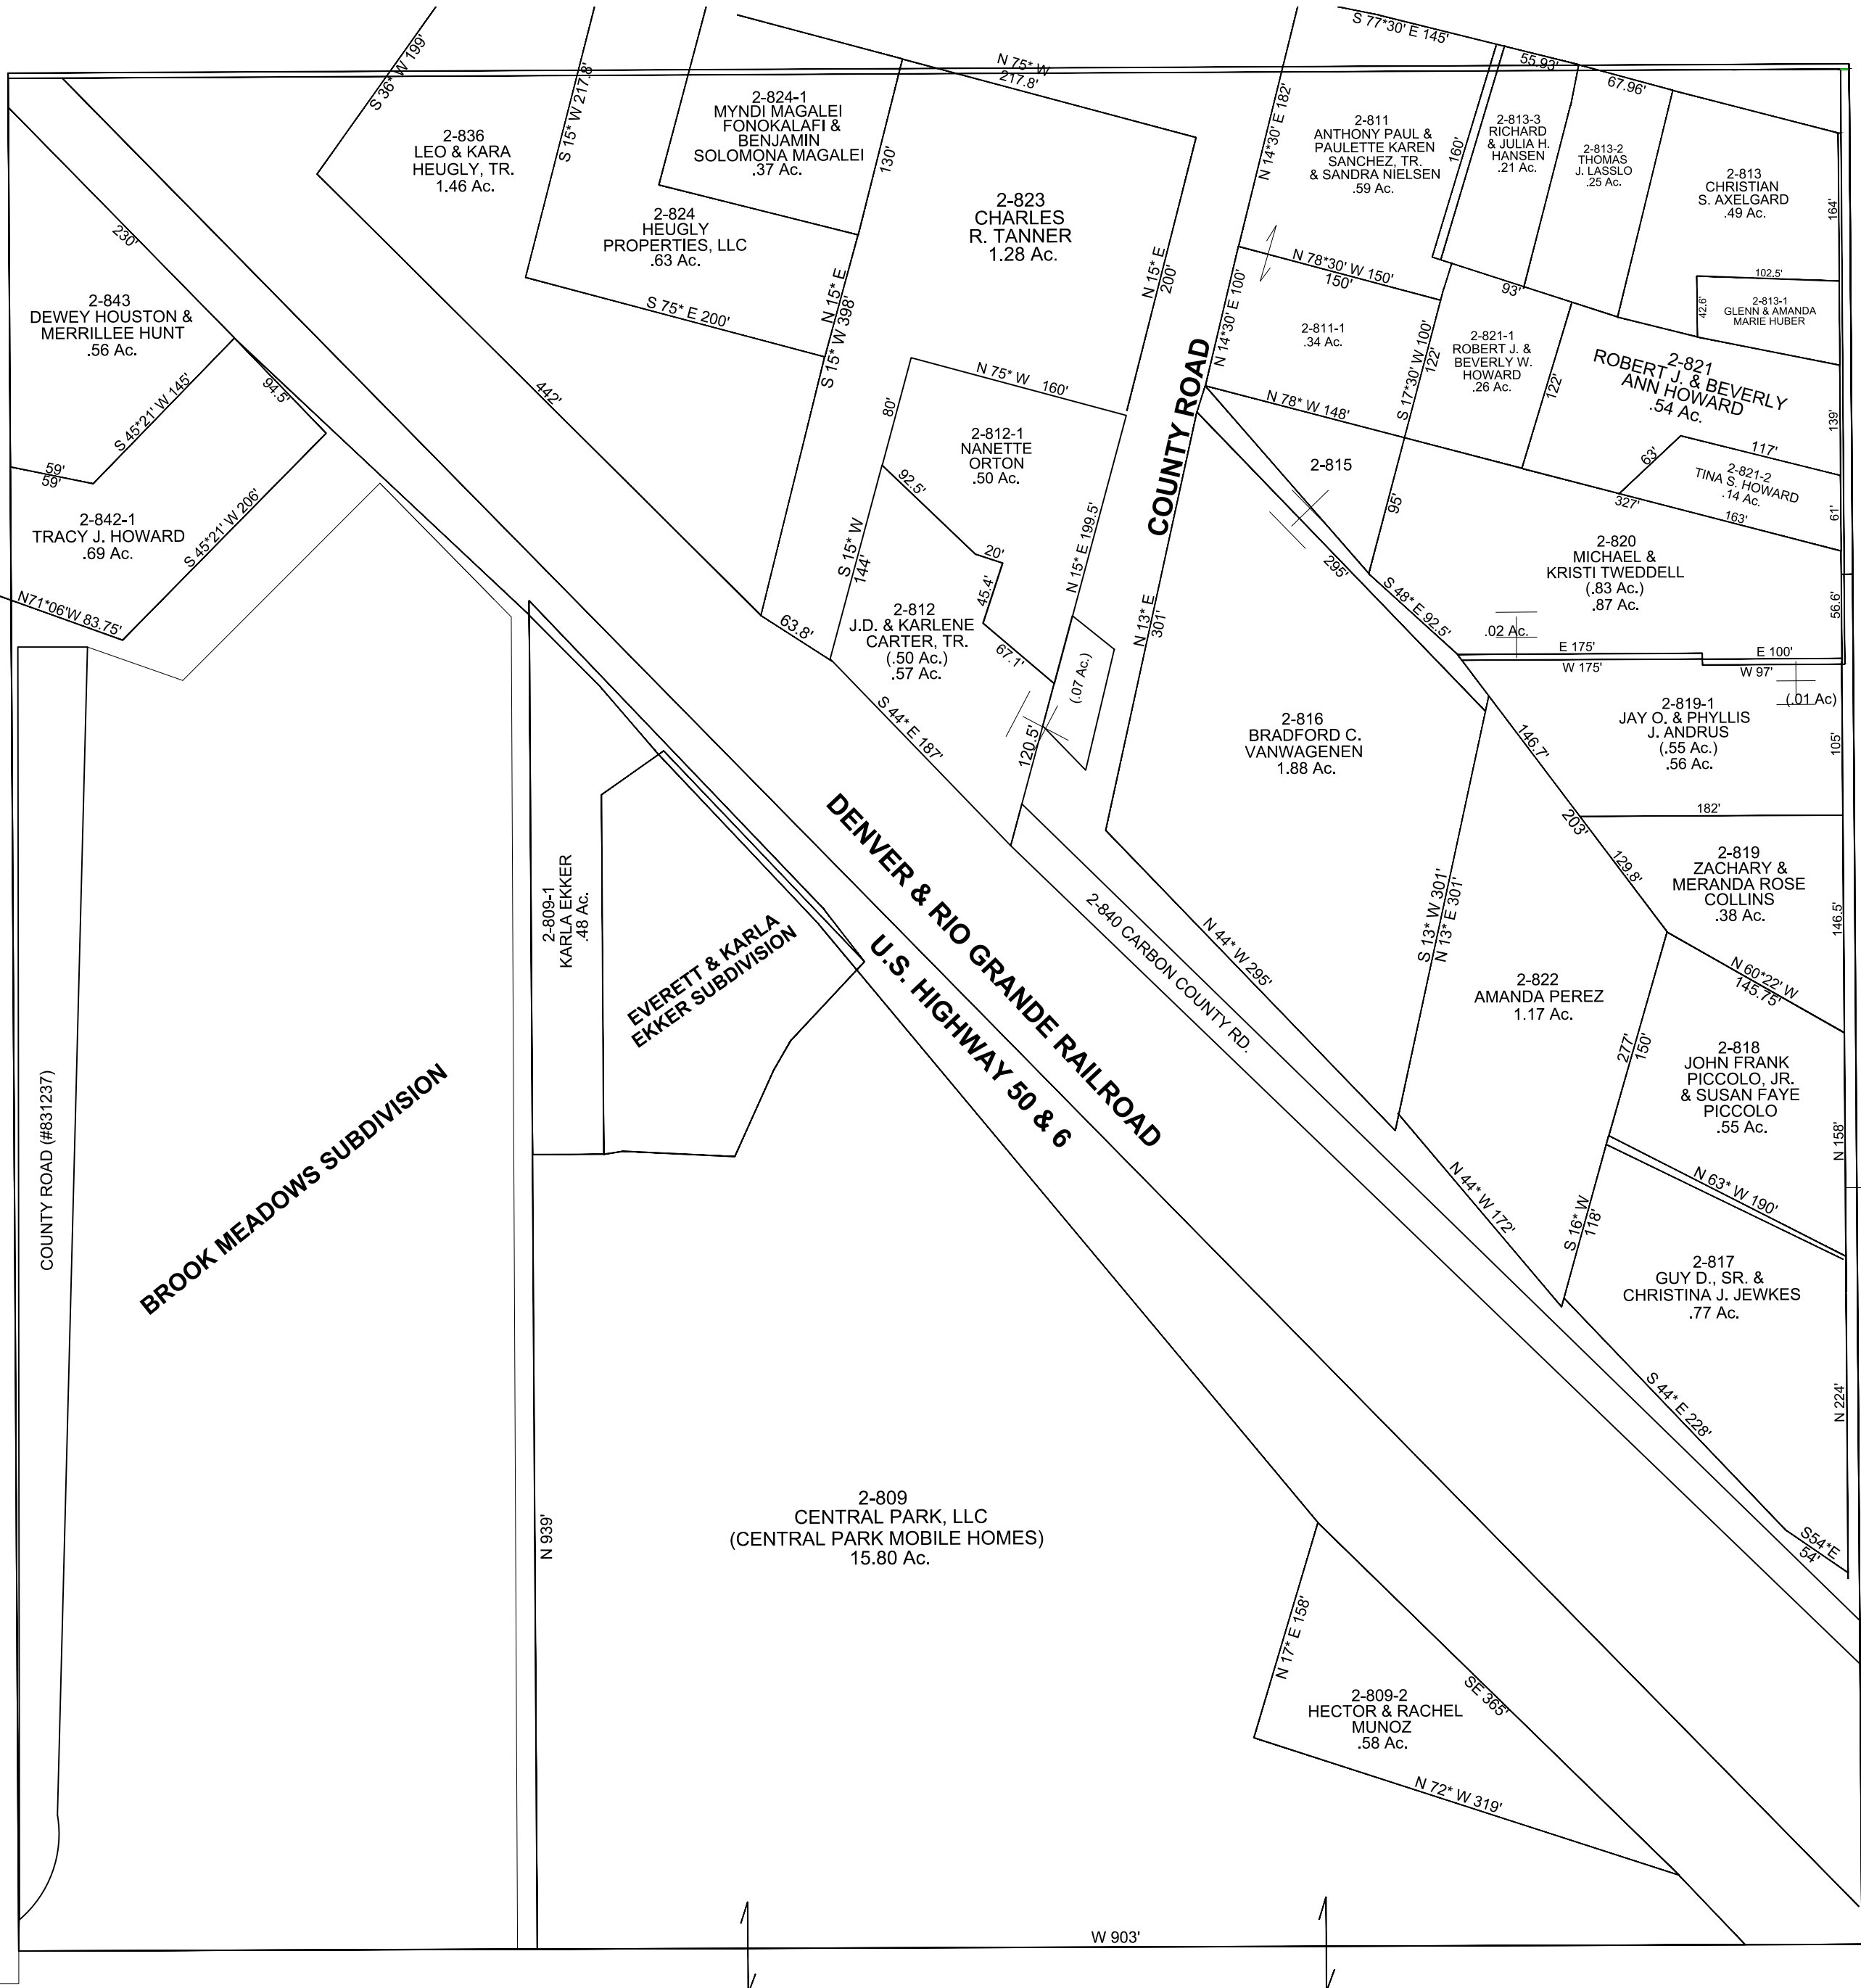 S 36* W 199'
2-836
LEO & KARA
HEUGLY, TR.
1.46 Ac.
S 15* W 217.8'
2-824-1
MYNDI MAGALEI
FONOKALAFI &
BENJAMIN
SOLOMONA MAGALEI
.37 Ac.
130'
2-824
HEUGLY
PROPERTIES, LLC
.63 Ac.
S 75* E 200'
N 75* W
217.8'
2-823
CHARLES
R. TANNER
1.28 Ac.
N 15* E
200'
N 15* E
S 15* W 398'
S 77*30' E 145'
55.93'
67.96'
N 14*30' E 182'
2-811
ANTHONY PAUL &
PAULETTE KAREN
SANCHEZ, TR.
& SANDRA NIELSEN
.59 Ac.
160'
2-813-3
RICHARD
& JULIA H.
HANSEN
.21 Ac.
2-813-2
THOMAS
J. LASSLO
.25 Ac.
2-813
CHRISTIAN
S. AXELGARD
.49 Ac.
164'
102.5'
42.6'
2-813-1
GLENN & AMANDA
MARIE HUBER
N 78*30' W 150'
150'
N 14*30' E 100'
2-811-1
.34 Ac.
S 17*30' W 100'
122'
93'
2-821-1
ROBERT J. &
BEVERLY W.
HOWARD
.26 Ac.
122'
2-821
ROBERT J. & BEVERLY
ANN HOWARD
.54 Ac.
139'
63'
117'
2-821-2
TINA S. HOWARD
.14 Ac.
163'
327'
61'
N 78* W 148'
2-815
95'
295'
230'
2-843
DEWEY HOUSTON &
MERRILLEE HUNT
.56 Ac.
S 45*21' W 145'
94.5'
59'
59'
2-842-1
TRACY J. HOWARD
.69 Ac.
S 45*21' W 206'
N71*06'W 83.75'
442'
63.8'
80'
N 75* W 160'
2-812-1
NANETTE
ORTON
.50 Ac.
92.5'
20'
45.4'
67.1'
S 15* W
144'
N 15* E 199.5'
2-812
J.D. & KARLENE
CARTER, TR.
(.50 Ac.)
.57 Ac.
(.07 Ac.)
120.5'
S 44* E 187'
COUNTY ROAD
N 13* E
301'
2-820
MICHAEL &
KRISTI TWEDDELL
(.83 Ac.)
.87 Ac.
S 48* E 92.5'
.02 Ac.
56.6'
E 175'
W 175'
E 100'
W 97'
(.01 Ac)
2-819-1
JAY O. & PHYLLIS
J. ANDRUS
(.55 Ac.)
.56 Ac.
105'
146.7'
182'
203'
129.8'
2-816
BRADFORD C.
VANWAGENEN
1.88 Ac.
N 44* W 295'
S 13* W 301'
N 13* E 301'
2-819
ZACHARY &
MERANDA ROSE
COLLINS
.38 Ac.
146.5'
N 60*22' W
145.75'
2-822
AMANDA PEREZ
1.17 Ac.
277'
150'
2-818
JOHN FRANK
PICCOLO, JR.
& SUSAN FAYE
PICCOLO
.55 Ac.
N 158'
N 63* W 190'
N 44* W 172'
S 16* W
118'
2-817
GUY D., SR. &
CHRISTINA J. JEWKES
.77 Ac.
N 224'
S 44* E 228'
S54*E
54'
DENVER & RIO GRANDE RAILROAD
U.S. HIGHWAY 50 & 6
2-840 CARBON COUNTY RD.
2-809-1
KARLA EKKER
.48 Ac.
EVERETT & KARLA
EKKER SUBDIVISION
COUNTY ROAD (#831237)
BROOK MEADOWS SUBDIVISION
N 939'
2-809
CENTRAL PARK, LLC
(CENTRAL PARK MOBILE HOMES)
15.80 Ac.
N 17* E 158'
2-809-2
HECTOR & RACHEL
MUNOZ
.58 Ac.
SE 365'
N 72* W 319'
W 903'